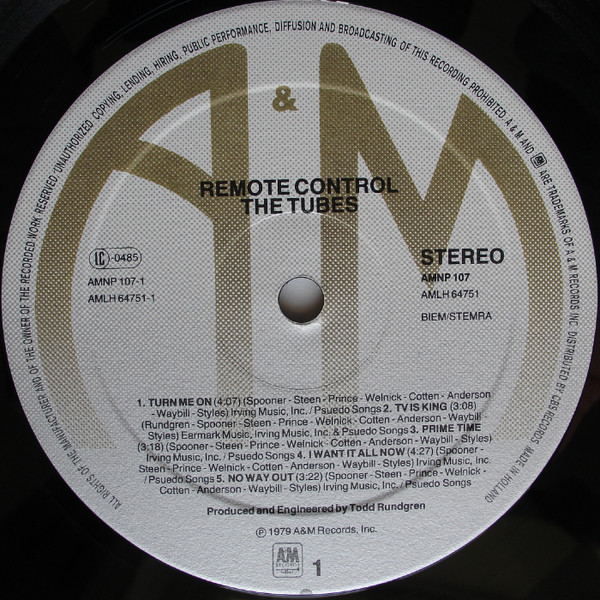 ALL RIGHTS OF THE MANUFACTURER AND OF THE OWNER OF THE RECORDED WORK RESERVED·UNAUTHORIZED COPYING, LENDING, HIRING, PUBLIC PERFORMANCE, DIFFUSION AND BROADCASTING OF THIS RECORDING PROHIBITED. A & M AND ARE TRADEMARKS OF A & M RECORDS INC. DISTRIBUTED BY CBS RECORDS. MADE IN HOLLAND
A & M
REMOTE CONTROL
THE TUBES
LC-0485
AMNP 107-1
AMLH 64751-1
STEREO
AMNP 107
AMLH 64751
BIEM/STEMRA
1. TURN ME ON (4:07) (Spooner - Steen - Prince - Welnick - Cotten - Anderson
- Waybill - Styles) Irving Music, Inc. / Psuedo Songs 2. TV IS KING (3:08)
(Rundgren - Spooner - Steen - Prince - Welnick - Cotten - Anderson - Waybill -
Styles) Earmark Music, Irving Music, Inc. & Psuedo Songs 3. PRIME TIME
(3:18) (Spooner - Steen - Prince - Welnick - Cotten - Anderson - Waybill - Styles)
Irving Music, Inc. / Psuedo Songs 4. I WANT IT ALL NOW (4:27) (Spooner -
Steen - Prince - Welnick - Cotten - Anderson - Waybill - Styles) Irving Music, Inc.
/ Psuedo Songs 5. NO WAY OUT (3:22) (Spooner - Steen - Prince - Welnick -
Cotten - Anderson - Waybill - Styles) Irving Music, Inc. / Psuedo Songs
Produced and Engineered by Todd Rundgren
℗ 1979 A&M Records, Inc.
A&M
RECORDS
1